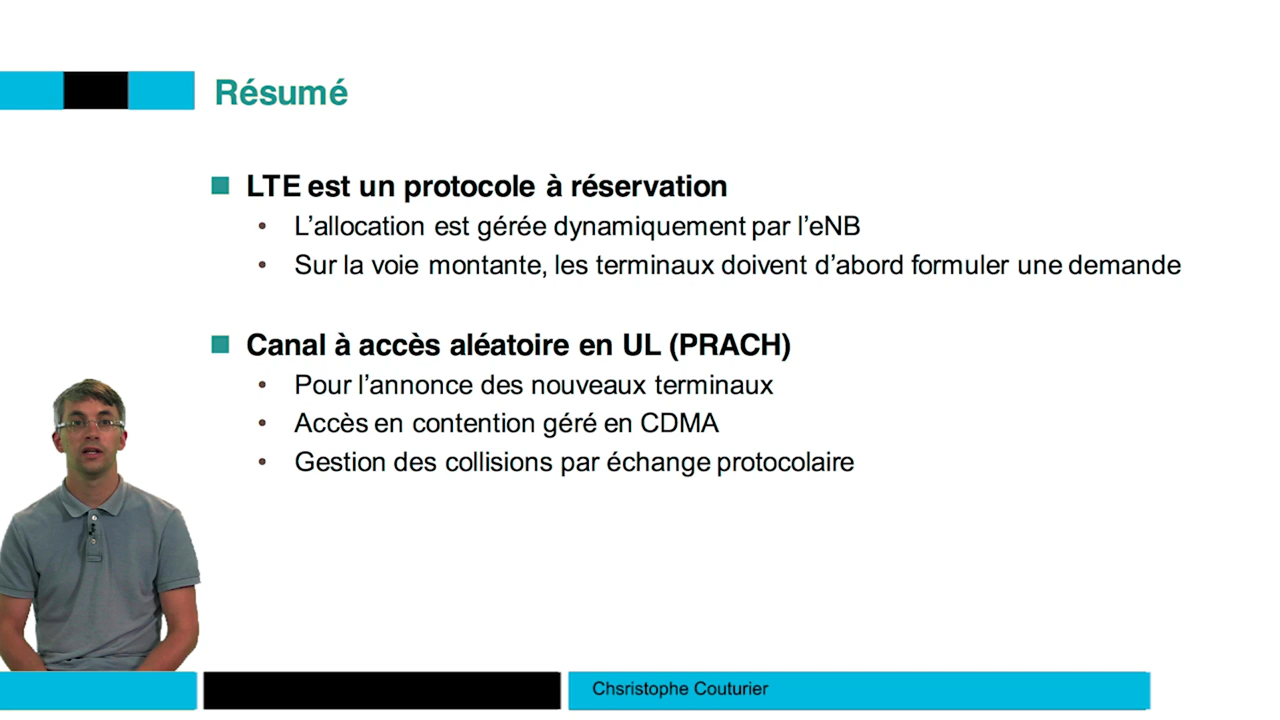 Résumé
LTE est un protocole à réservation
L'allocation est gérée dynamiquement par l'eNB
Sur la voie montante, les terminaux doivent d'abord formuler une demande
Canal à accès aléatoire en UL (PRACH)
Pour l'annonce des nouveaux terminaux
Accès en contention géré en CDMA
Gestion des collisions par échange protocolaire
Chsristophe Couturier